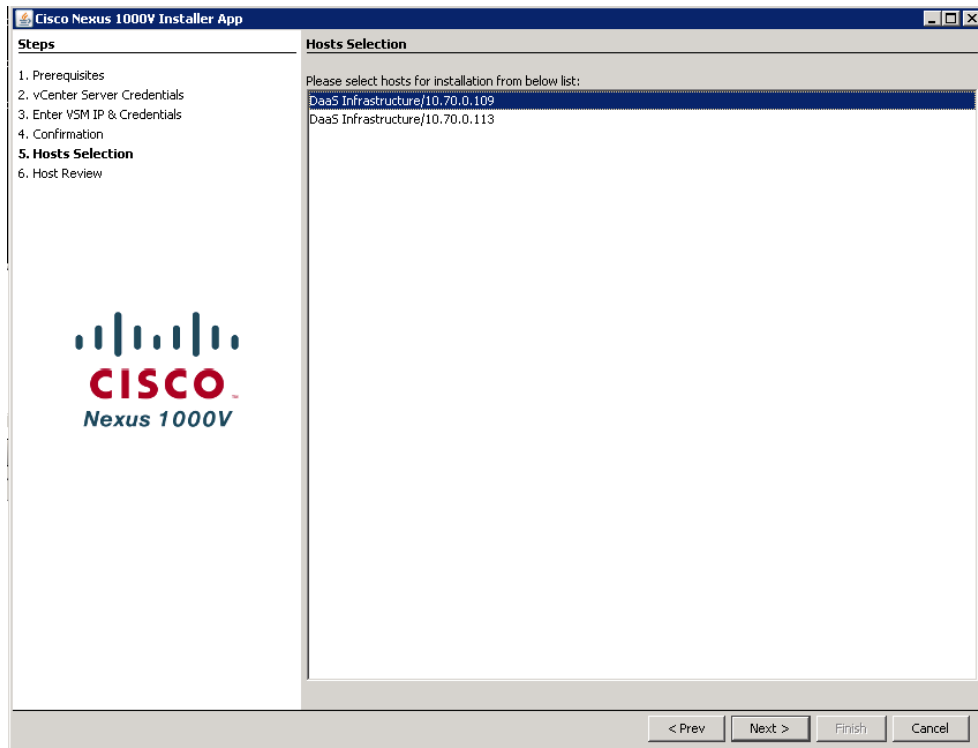 Cisco Nexus 1000V Installer App
Steps
1. Prerequisites
2. vCenter Server Credentials
3. Enter VSM IP & Credentials
4. Confirmation
5. Hosts Selection
6. Host Review
CISCO
Nexus 1000V
Hosts Selection
Please select hosts for installation from below list:
DaaS Infrastructure/10.70.0.109
DaaS Infrastructure/10.70.0.113
< Prev
Next >
Finish
Cancel